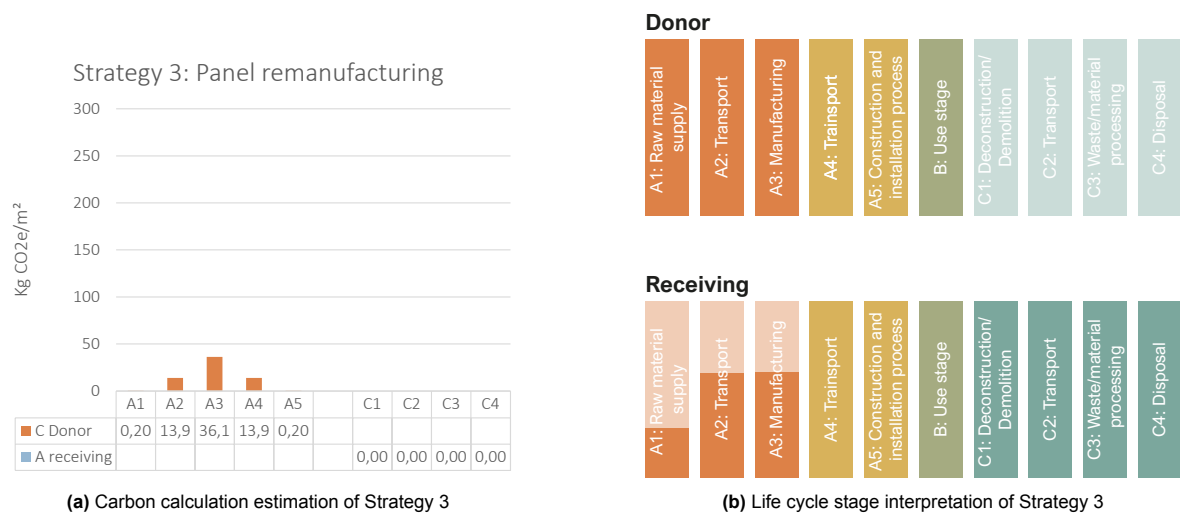 Strategy 3: Panel remanufacturing
Kg CO2e/m²
300
250
200
150
100
50
0
A1 A2 A3 A4 A5 C1 C2 C3 C4
C Donor 0,20 13,9 36,1 13,9 0,20
A receiving 0,00 0,00 0,00 0,00
(a) Carbon calculation estimation of Strategy 3
Donor
A1: Raw material
supply
A2: Transport
A3: Manufacturing
A4: Trainsport
A5: Construction and
installation process
B: Use stage
C1: Deconstruction/
Demolition
C2: Transport
C3: Waste/material
processing
C4: Disposal
Receiving
A1: Raw material
supply
A2: Transport
A3: Manufacturing
A4: Trainsport
A5: Construction and
installation process
B: Use stage
C1: Deconstruction/
Demolition
C2: Transport
C3: Waste/material
processing
C4: Disposal
(b) Life cycle stage interpretation of Strategy 3